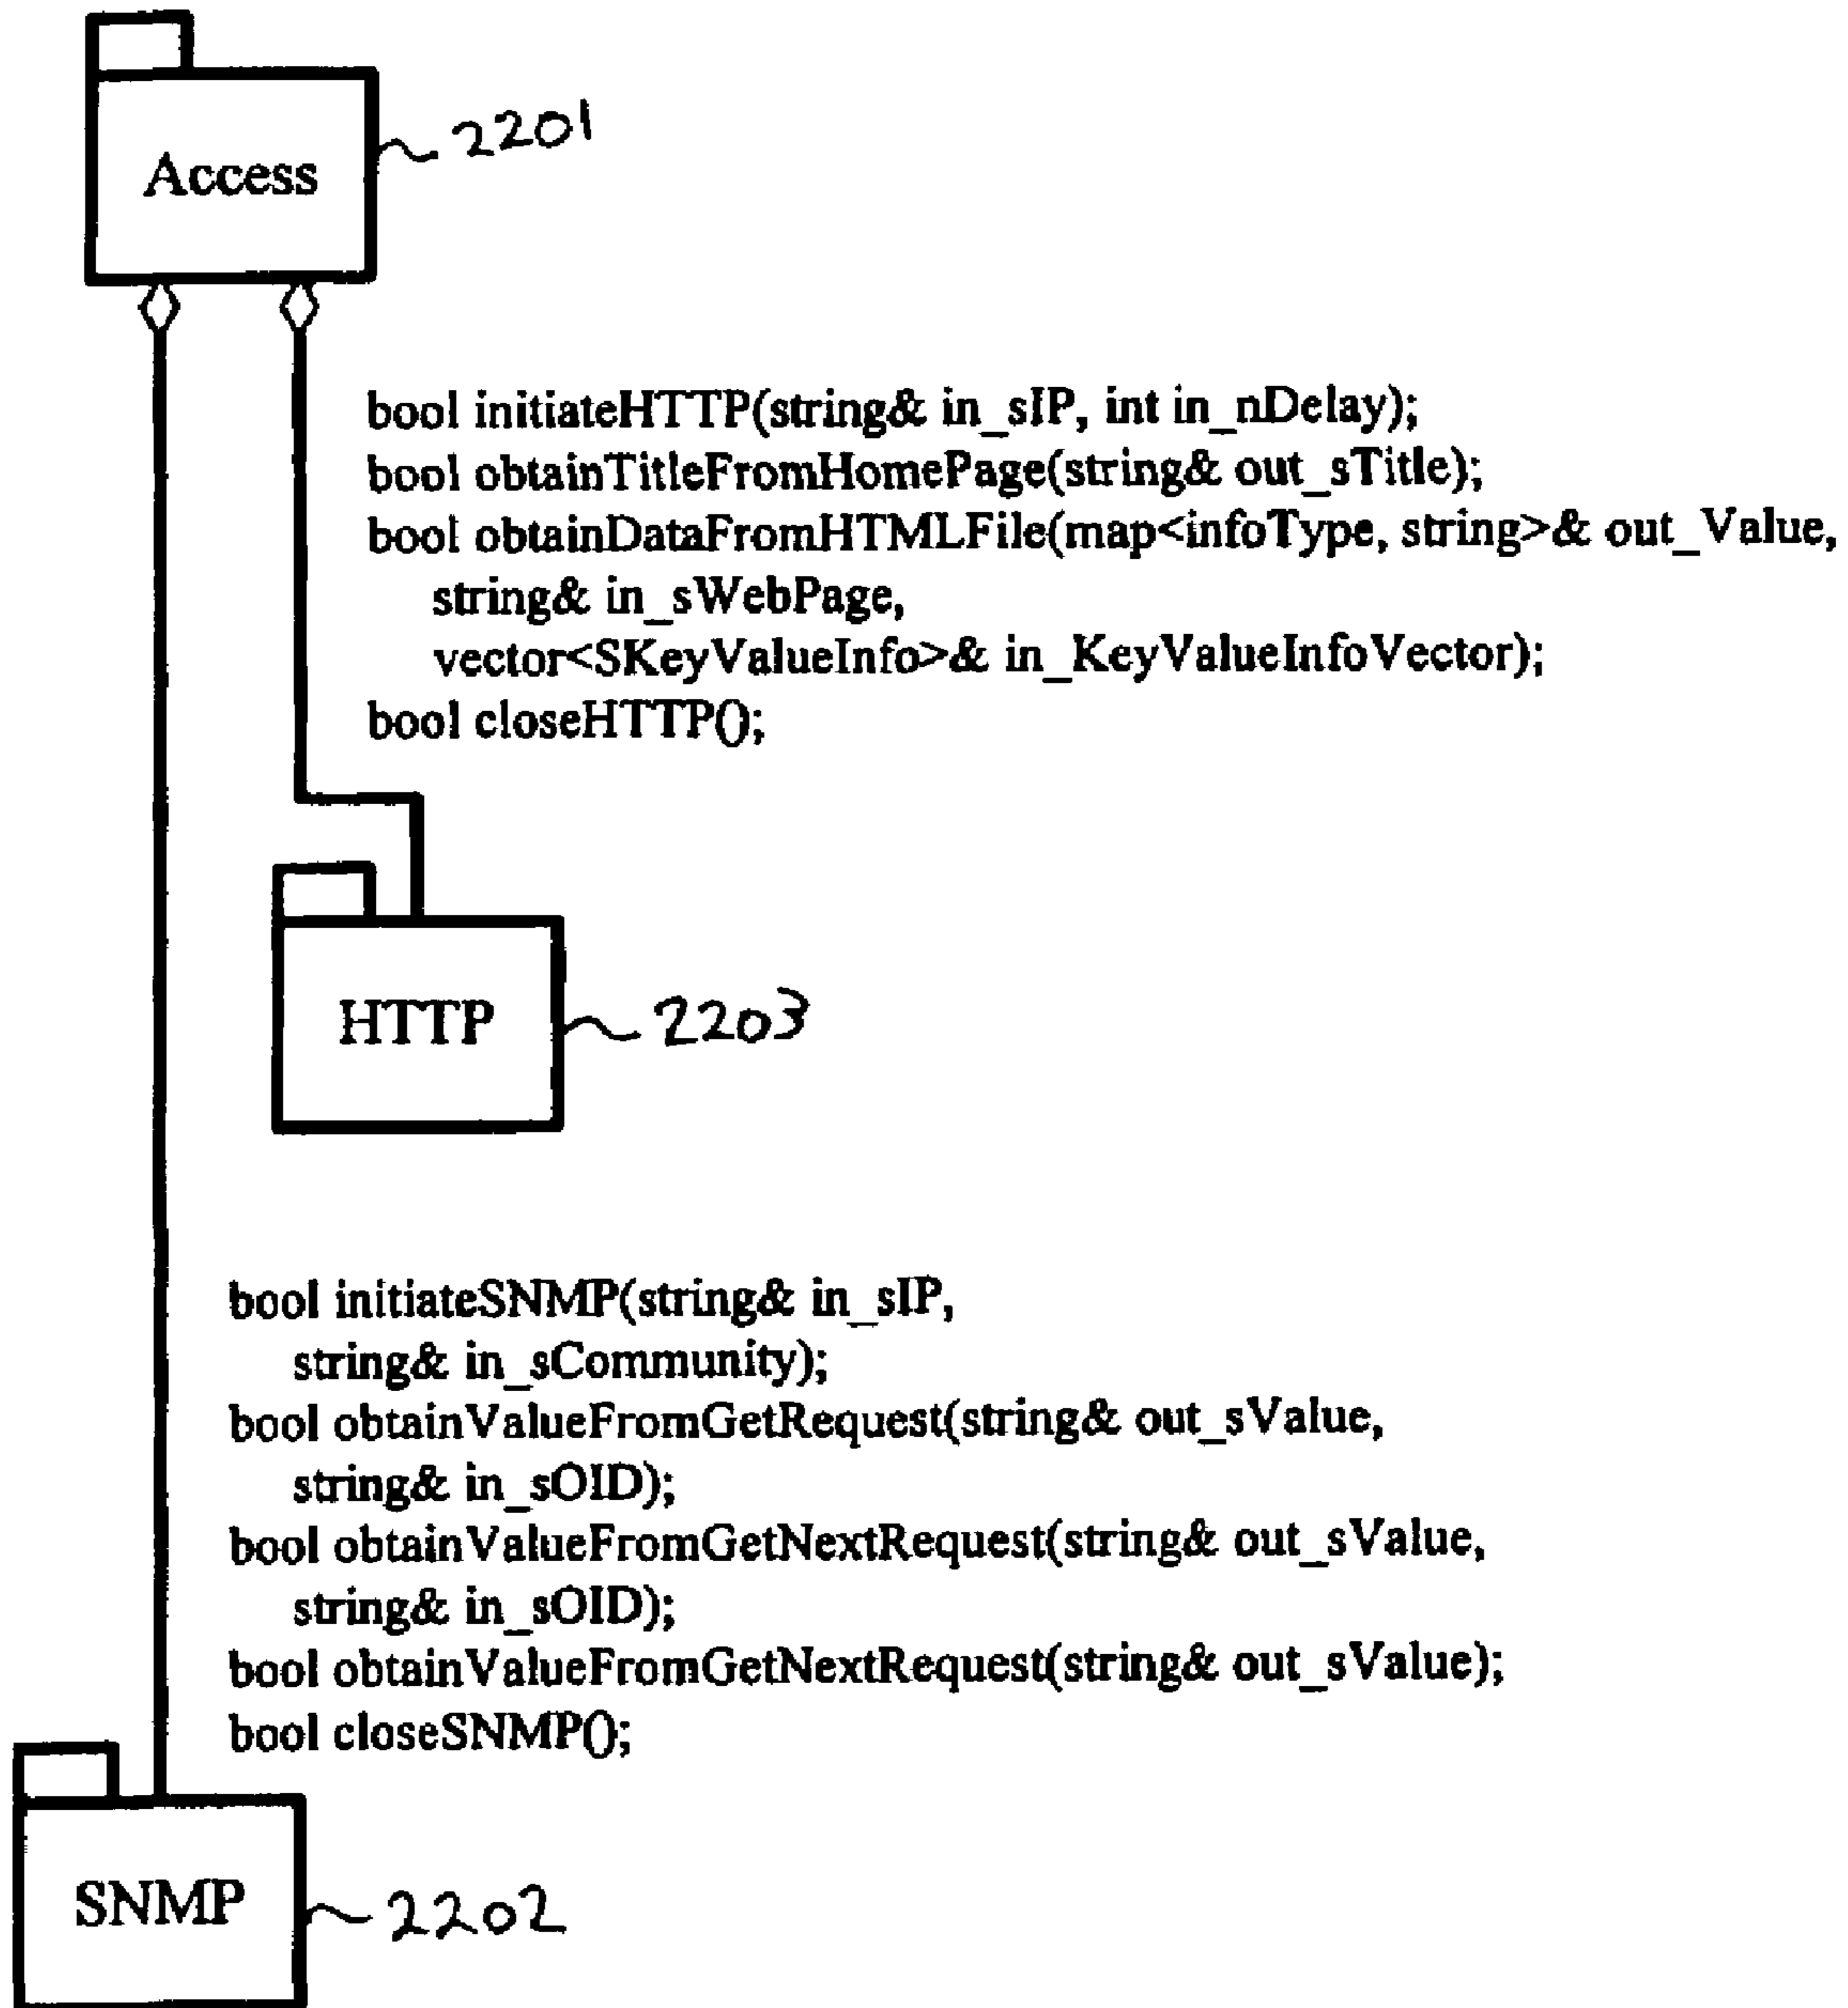 Access
2201
bool initiateHTTP(string& in_sIP, int in_nDelay);
bool obtainTitleFromHomePage(string& out_sTitle);
bool obtainDataFromHTMLFile(map<infoType, string>& out_Value,
string& in_sWebPage,
vector<SKeyValueInfo>& in_KeyValueInfoVector);
bool closeHTTP();
HTTP
2203
bool initiateSNMP(string& in_sIP,
string& in_sCommunity);
bool obtainValueFromGetRequest(string& out_sValue,
string& in_sOID);
bool obtainValueFromGetNextRequest(string& out_sValue,
string& in_sOID);
bool obtainValueFromGetNextRequest(string& out_sValue);
bool closeSNMP();
SNMP
2202